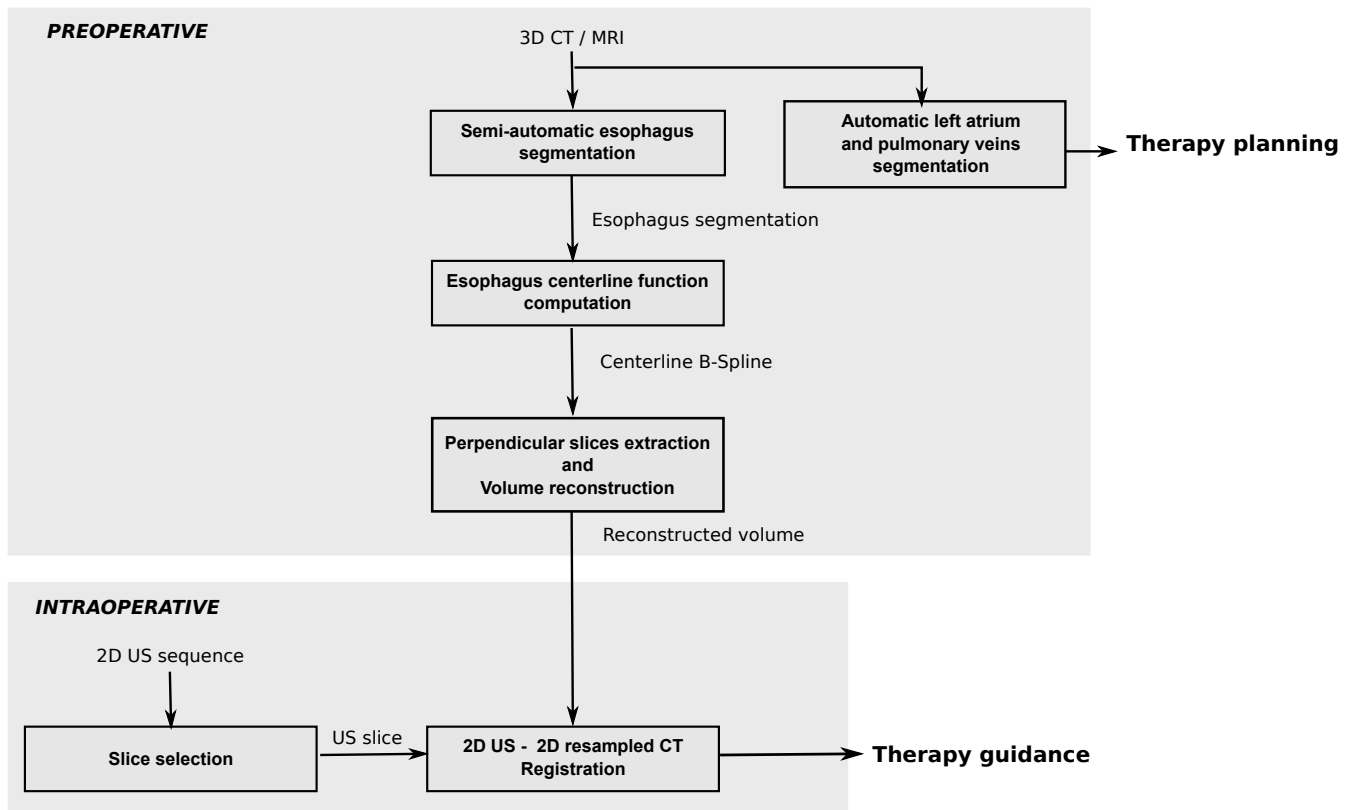 PREOPERATIVE
3D CT / MRI
Semi-automatic esophagus
segmentation
Automatic left atrium
and pulmonary veins
segmentation
Therapy planning
Esophagus segmentation
Esophagus centerline function
computation
Centerline B-Spline
Perpendicular slices extraction
and
Volume reconstruction
Reconstructed volume
INTRAOPERATIVE
2D US sequence
Slice selection
US slice
2D US - 2D resampled CT
Registration
Therapy guidance